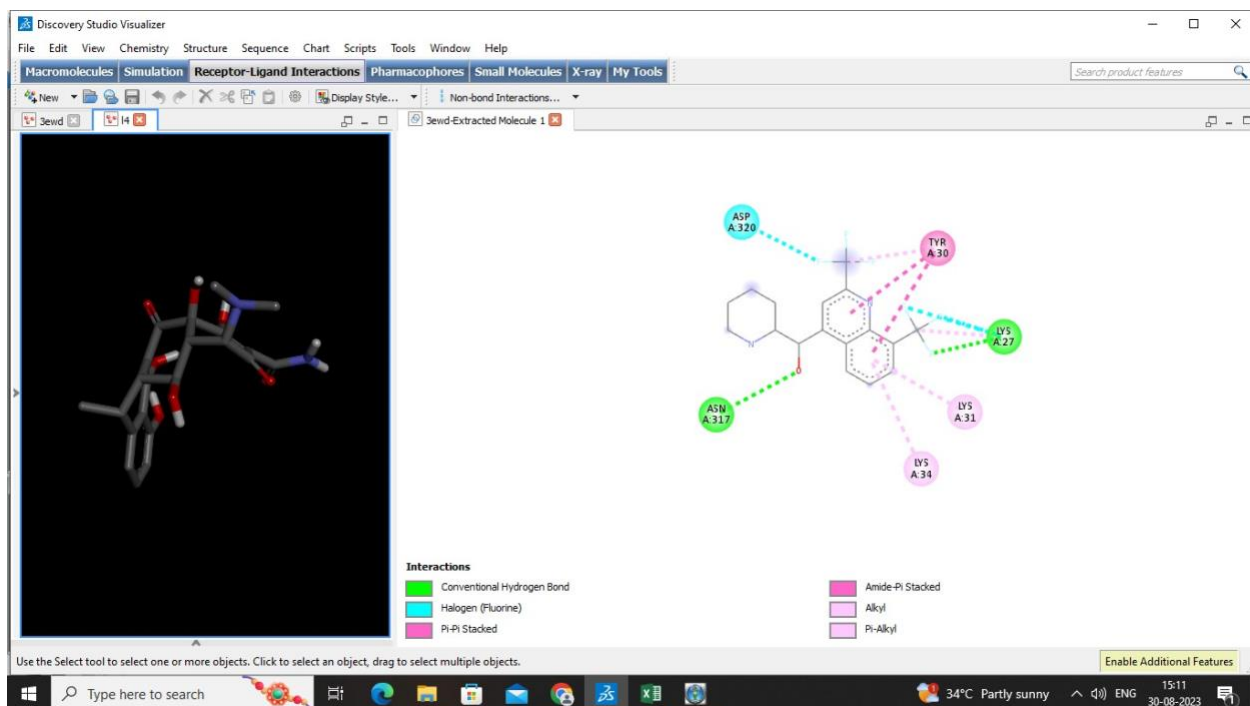 Discovery Studio Visualizer
File Edit View Chemistry Structure Sequence Chart Scripts Tools Window Help
Macromolecules Simulation Receptor-Ligand Interactions Pharmacophores Small Molecules X-ray My Tools Search product features
New Display Style... Non-bond Interactions...
3ewd l4 3ewd-Extracted Molecule 1
ASP
A:320
TYR
A:30
LYS
A:27
ASN
A:317
LYS
A:31
LYS
A:34
N
N
O
Interactions
Conventional Hydrogen Bond
Halogen (Fluorine)
Pi-Pi Stacked
Amide-Pi Stacked
Alkyl
Pi-Alkyl
Use the Select tool to select one or more objects. Click to select an object, drag to select multiple objects. Enable Additional Features
Type here to search 34°C Partly sunny ENG 15:11
30-08-2023
1